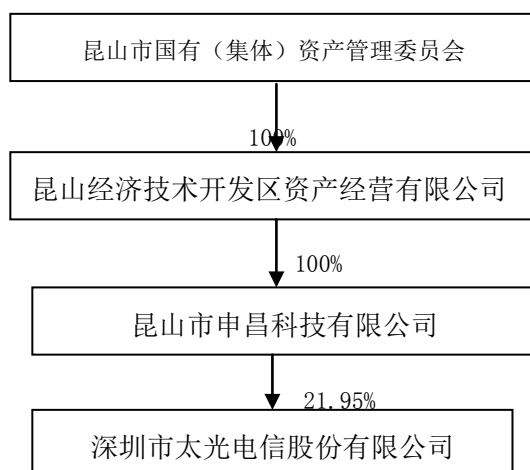 昆山市国有（集体）资产管理委员会
100%
昆山经济技术开发区资产经营有限公司
100%
昆山市申昌科技有限公司
21.95%
深圳市太光电信股份有限公司